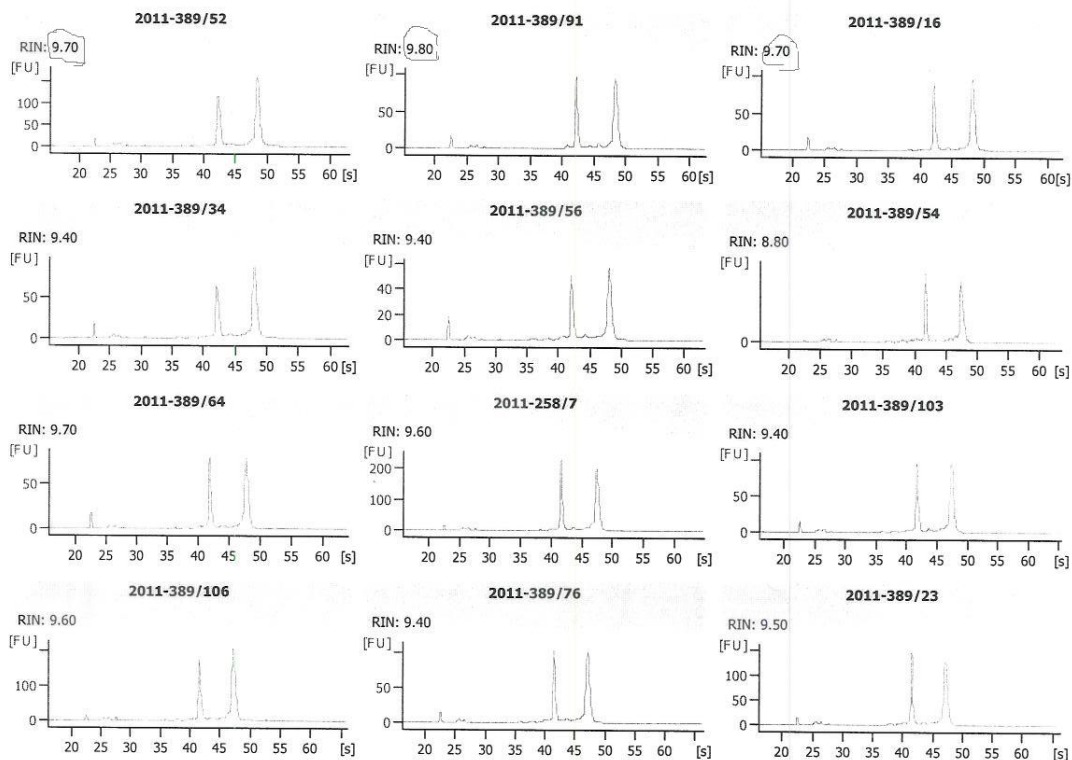 2011-389/52
RIN: 9.70
[FU]
100
50
0
20 25 30 35 40 45 50 55 60 [s]
2011-389/91
RIN: 9.80
[FU]
50
0
20 25 30 35 40 45 50 55 60 [s]
2011-389/16
RIN: 9.70
[FU]
50
0
20 25 30 35 40 45 50 55 60 [s]
2011-389/34
RIN: 9.40
[FU]
50
0
20 25 30 35 40 45 50 55 60 [s]
2011-389/56
RIN: 9.40
[FU]
40
20
0
20 25 30 35 40 45 50 55 60 [s]
2011-389/54
RIN: 8.80
[FU]
0
20 25 30 35 40 45 50 55 60 [s]
2011-389/64
RIN: 9.70
[FU]
50
0
20 25 30 35 40 45 50 55 60 [s]
2011-258/7
RIN: 9.60
[FU]
200
100
0
20 25 30 35 40 45 50 55 60 [s]
2011-389/103
RIN: 9.40
[FU]
50
0
20 25 30 35 40 45 50 55 60 [s]
2011-389/106
RIN: 9.60
[FU]
100
0
20 25 30 35 40 45 50 55 60 [s]
2011-389/76
RIN: 9.40
[FU]
50
0
20 25 30 35 40 45 50 55 60 [s]
2011-389/23
RIN: 9.50
[FU]
100
50
0
20 25 30 35 40 45 50 55 60 [s]